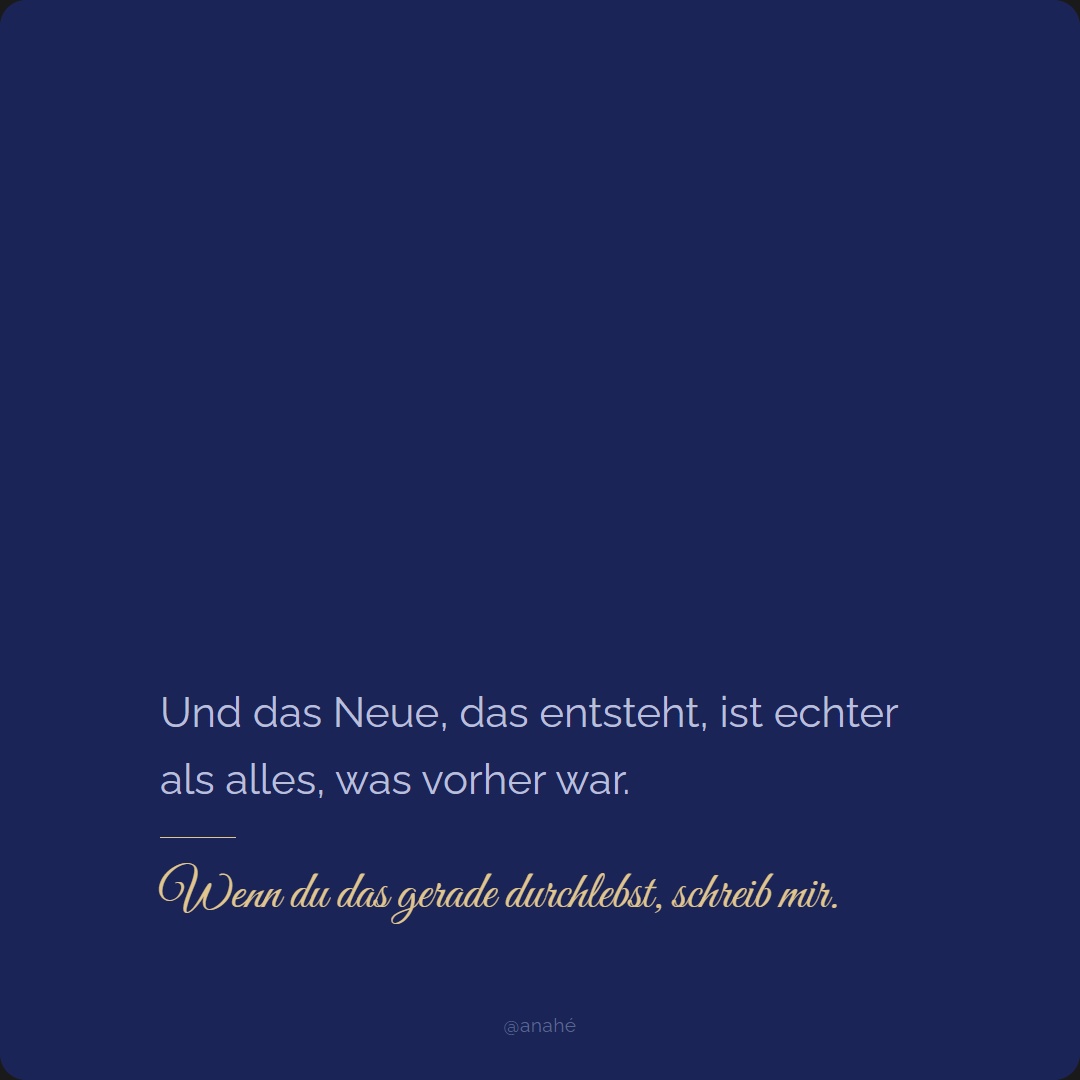 Und das Neue, das entsteht, ist echter
als alles, was vorher war.
Wenn du das gerade durchlebst, schreib mir.
@anahé